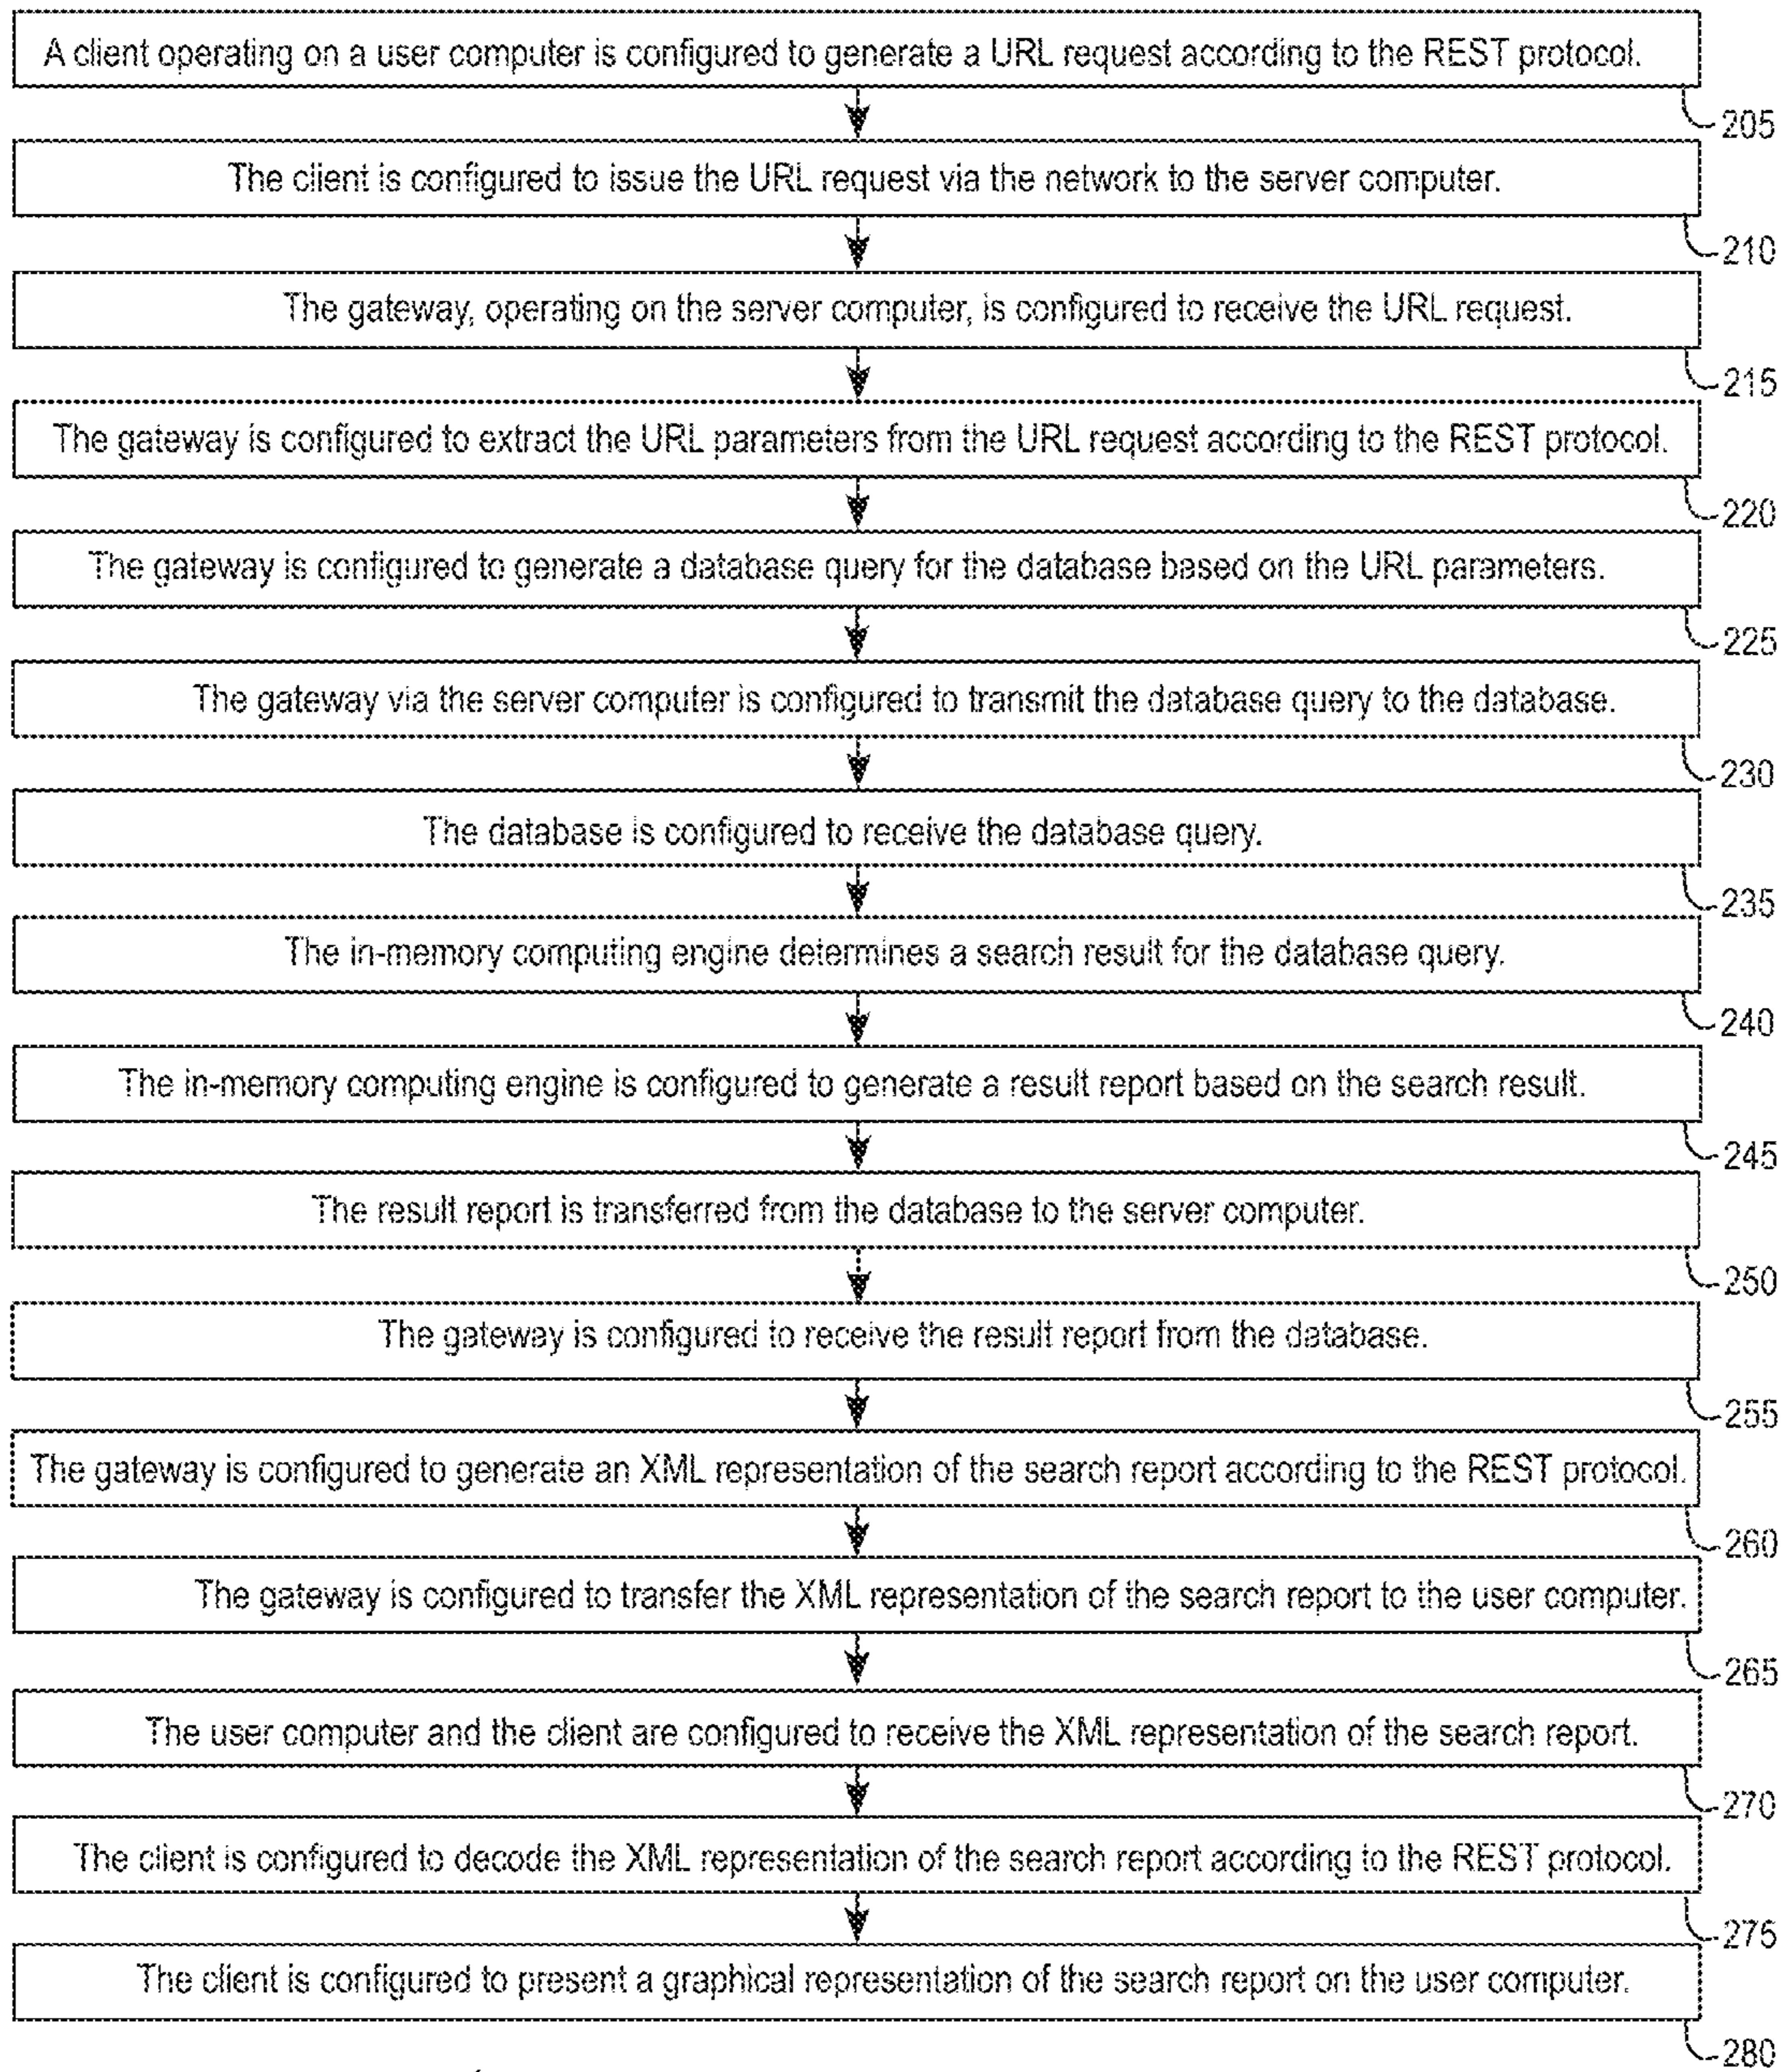 A client operating on a user computer is configured to generate a URL request according to the REST protocol.
205
The client is configured to issue the URL request via the network to the server computer.
210
The gateway, operating on the server computer, is configured to receive the URL request.
215
The gateway is configured to extract the URL parameters from the URL request according to the REST protocol.
220
The gateway is configured to generate a database query for the database based on the URL parameters.
225
The gateway via the server computer is configured to transmit the database query to the database.
230
The database is configured to receive the database query.
235
The in-memory computing engine determines a search result for the database query.
240
The in-memory computing engine is configured to generate a result report based on the search result.
245
The result report is transferred from the database to the server computer.
250
The gateway is configured to receive the result report from the database.
255
The gateway is configured to generate an XML representation of the search report according to the REST protocol.
260
The gateway is configured to transfer the XML representation of the search report to the user computer.
265
The user computer and the client are configured to receive the XML representation of the search report.
270
The client is configured to decode the XML representation of the search report according to the REST protocol.
275
The client is configured to present a graphical representation of the search report on the user computer.
280